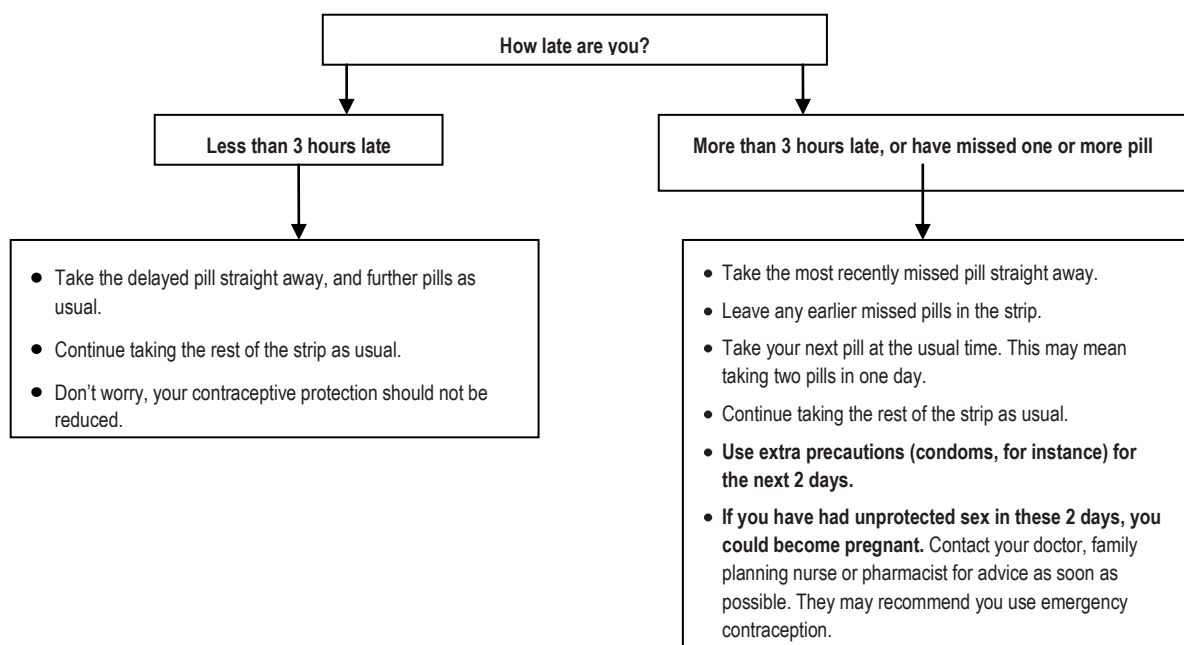 How late are you?
Less than 3 hours late
More than 3 hours late, or have missed one or more pill
● Take the delayed pill straight away, and further pills as
usual.
● Continue taking the rest of the strip as usual.
● Don’t worry, your contraceptive protection should not be
reduced.
● Take the most recently missed pill straight away.
● Leave any earlier missed pills in the strip.
● Take your next pill at the usual time. This may mean
taking two pills in one day.
● Continue taking the rest of the strip as usual.
● Use extra precautions (condoms, for instance) for
the next 2 days.
● If you have had unprotected sex in these 2 days, you
could become pregnant. Contact your doctor, family
planning nurse or pharmacist for advice as soon as
possible. They may recommend you use emergency
contraception.